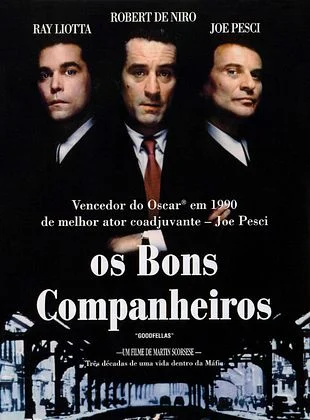 ROBERT DE NIRO
RAY LIOTTA
JOE PESCI
Vencedor do Oscar® em 1990
de melhor ator coadjuvante – Joe Pesci
os Bons
Companheiros
"GOODFELLAS"
—UM FILME DE MARTIN SCORSESE—
Três décadas de uma vida dentro da Máfia